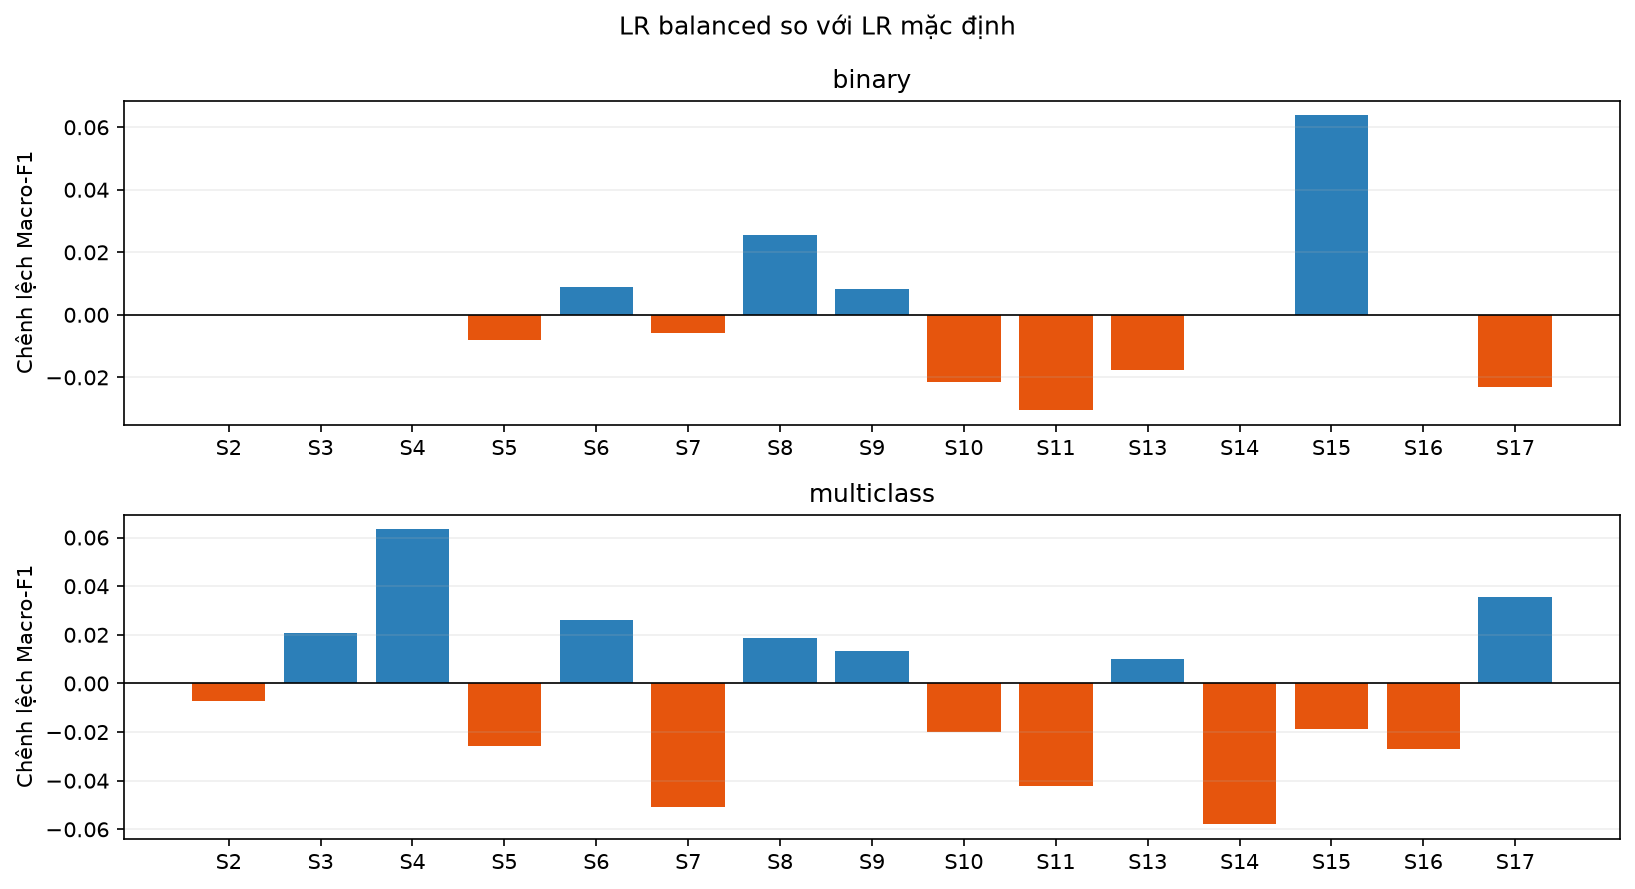 LR balanced so với LR mặc định
binary
Chênh lệch Macro-F1
0.06
0.04
0.02
0.00
−0.02
S2 S3 S4 S5 S6 S7 S8 S9 S10 S11 S13 S14 S15 S16 S17
multiclass
Chênh lệch Macro-F1
0.06
0.04
0.02
0.00
−0.02
−0.04
−0.06
S2 S3 S4 S5 S6 S7 S8 S9 S10 S11 S13 S14 S15 S16 S17